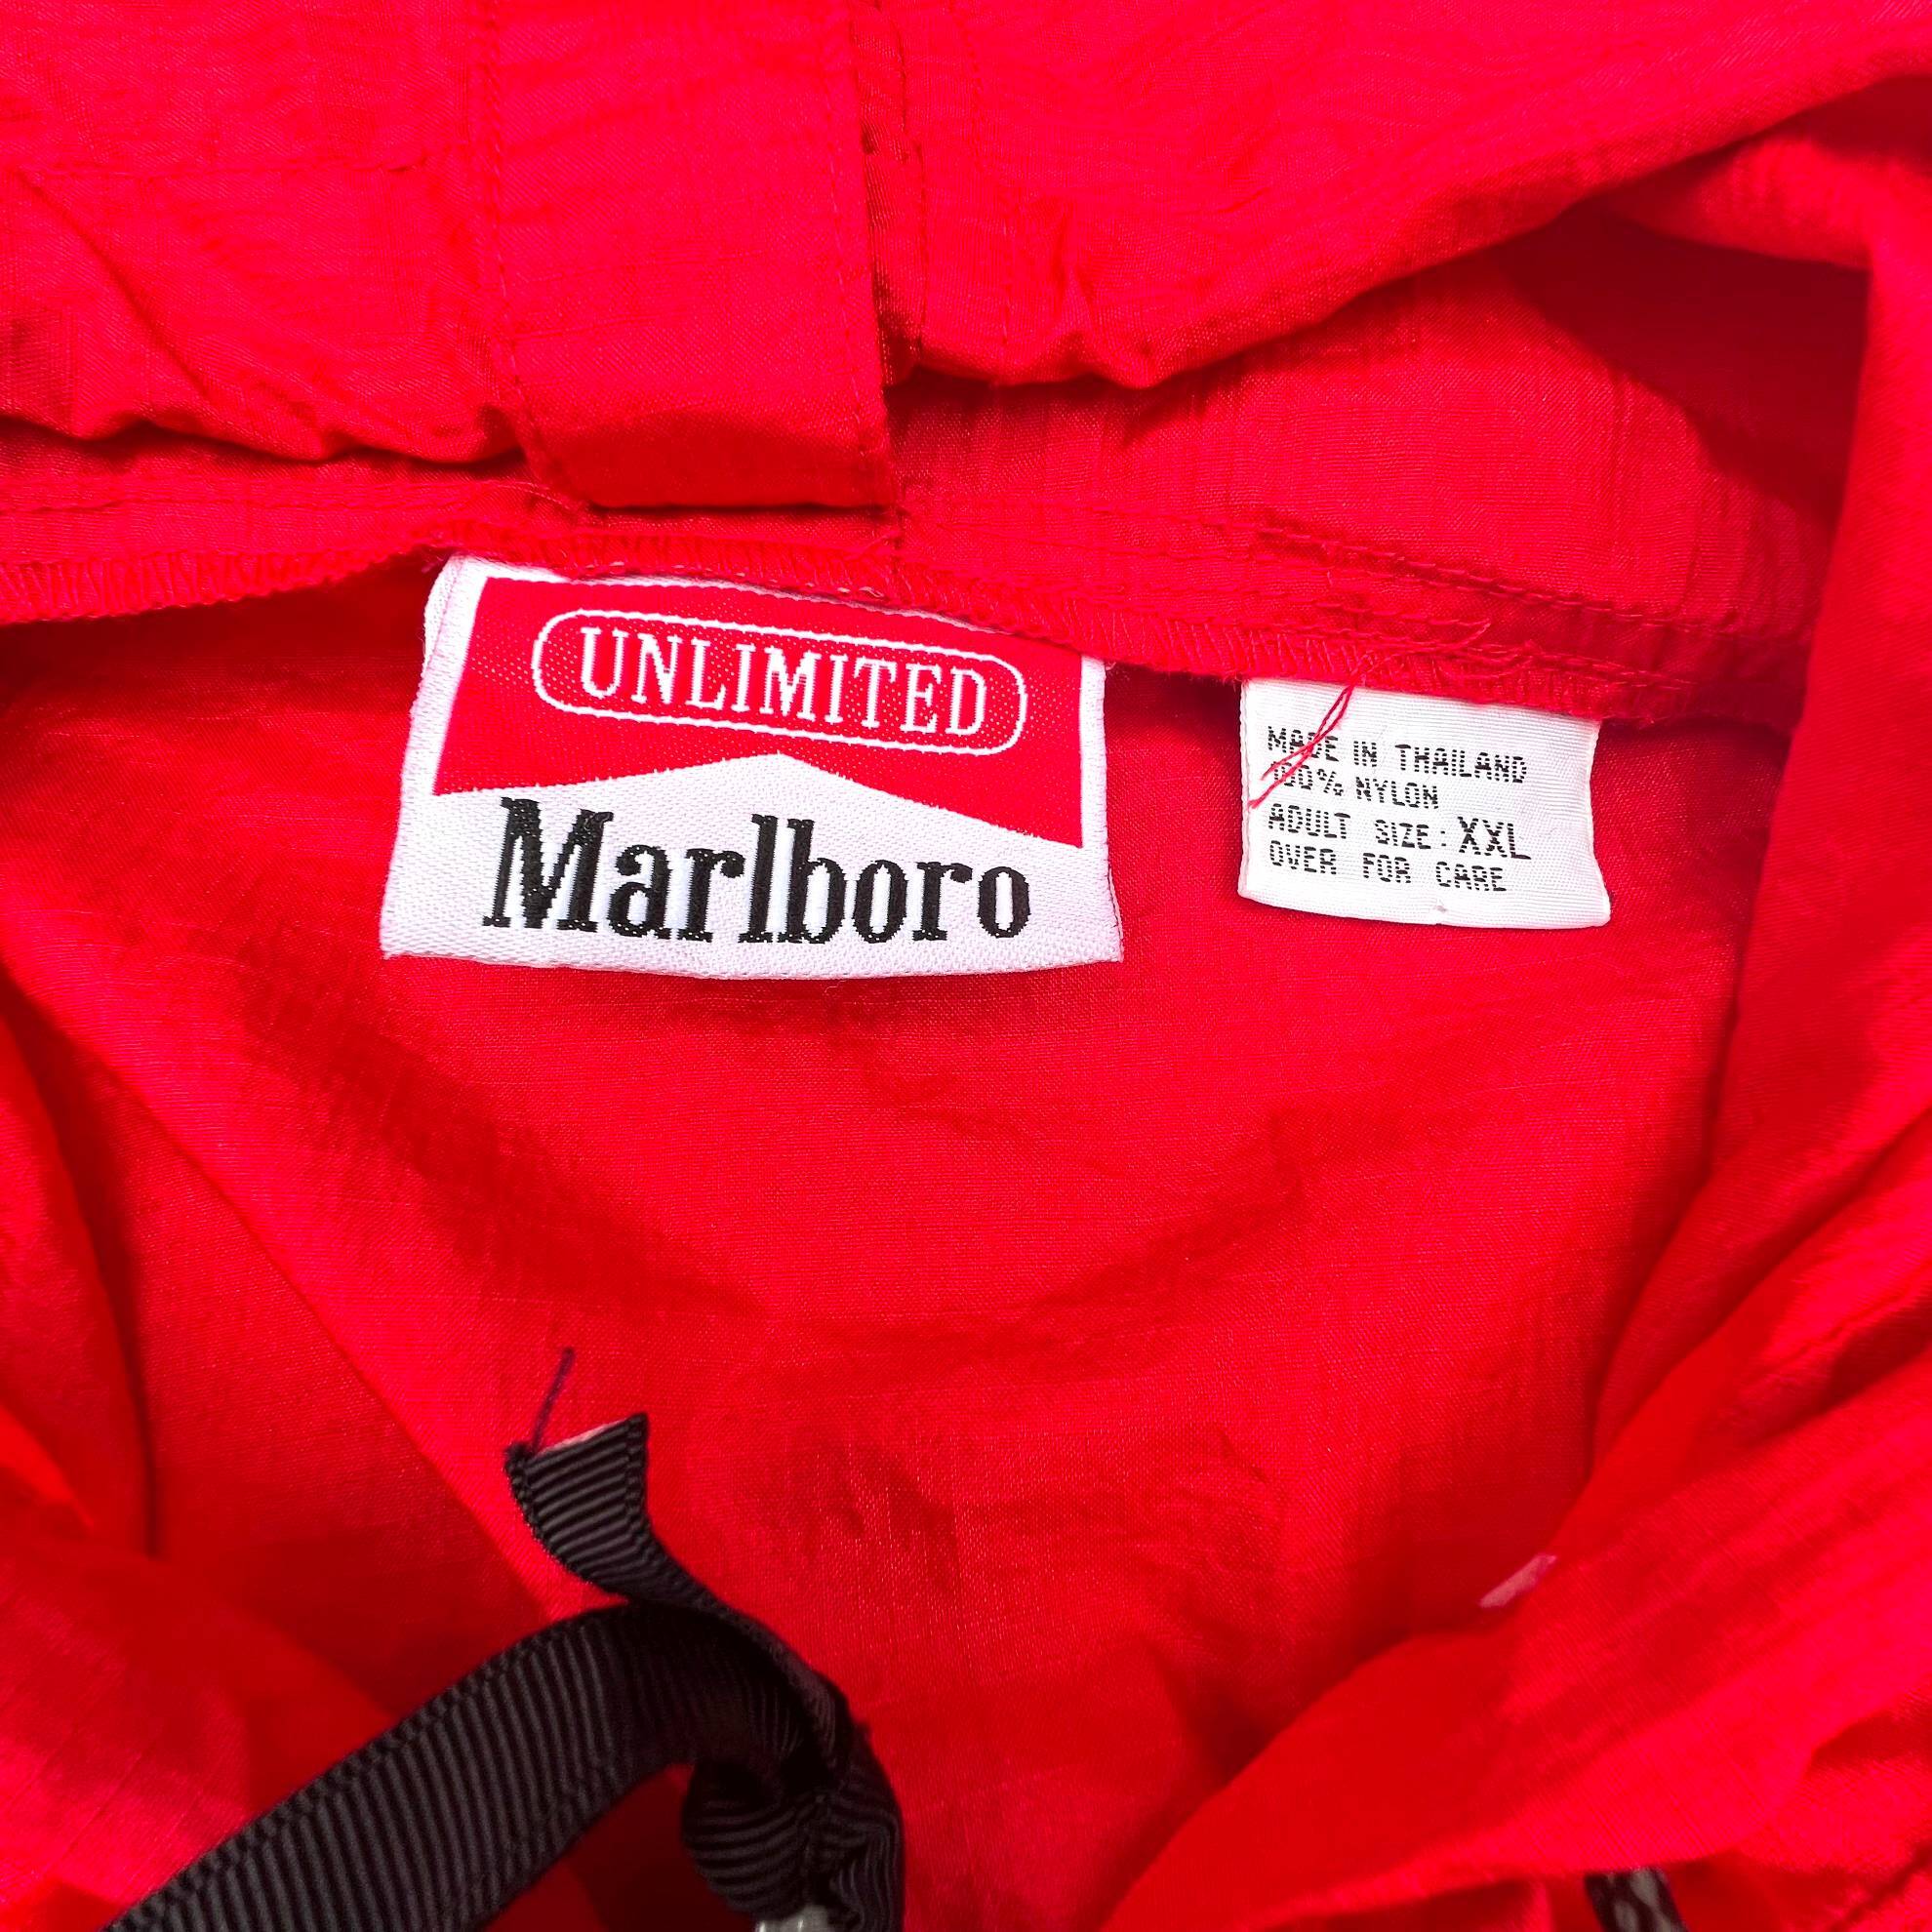 UNLIMITED
Marlboro
MADE IN THAILAND
100% NYLON
ADULT SIZE: XXL
OVER FOR CARE